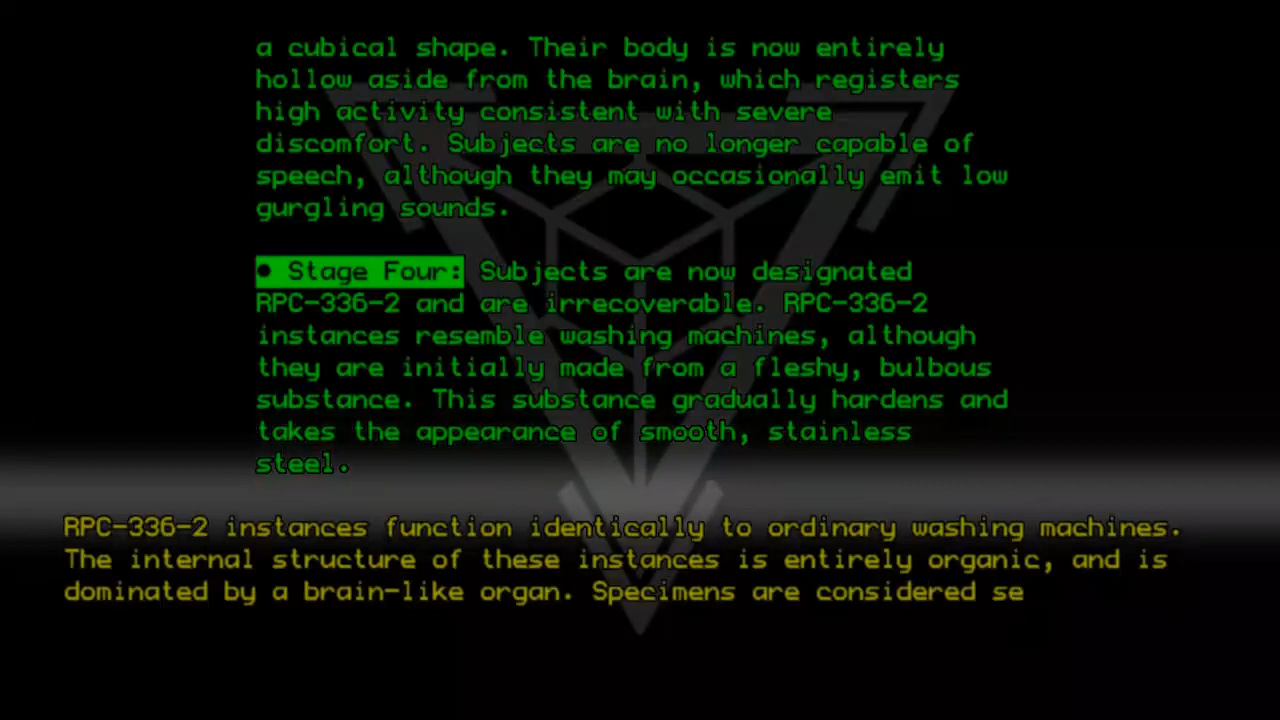 a cubical shape. Their body is now entirely
hollow aside from the brain, which registers
high activity consistent with severe
discomfort. Subjects are no longer capable of
speech, although they may occasionally emit low
gurgling sounds.
● Stage Four: Subjects are now designated
RPC-336-2 and are irrecoverable. RPC-336-2
instances resemble washing machines, although
they are initially made from a fleshy, bulbous
substance. This substance gradually hardens and
takes the appearance of smooth, stainless
steel.
RPC-336-2 instances function identically to ordinary washing machines.
The internal structure of these instances is entirely organic, and is
dominated by a brain-like organ. Specimens are considered se